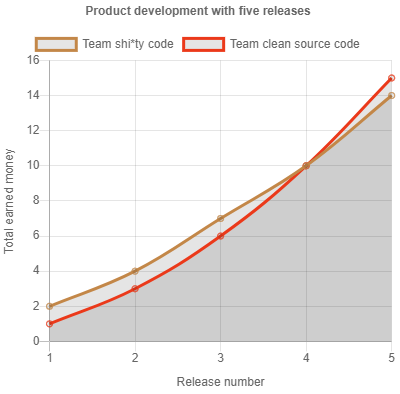 Product development with five releases
Team shi*ty code
Team clean source code
Total earned money
16
14
12
10
8
6
4
2
0
1 2 3 4 5
Release number